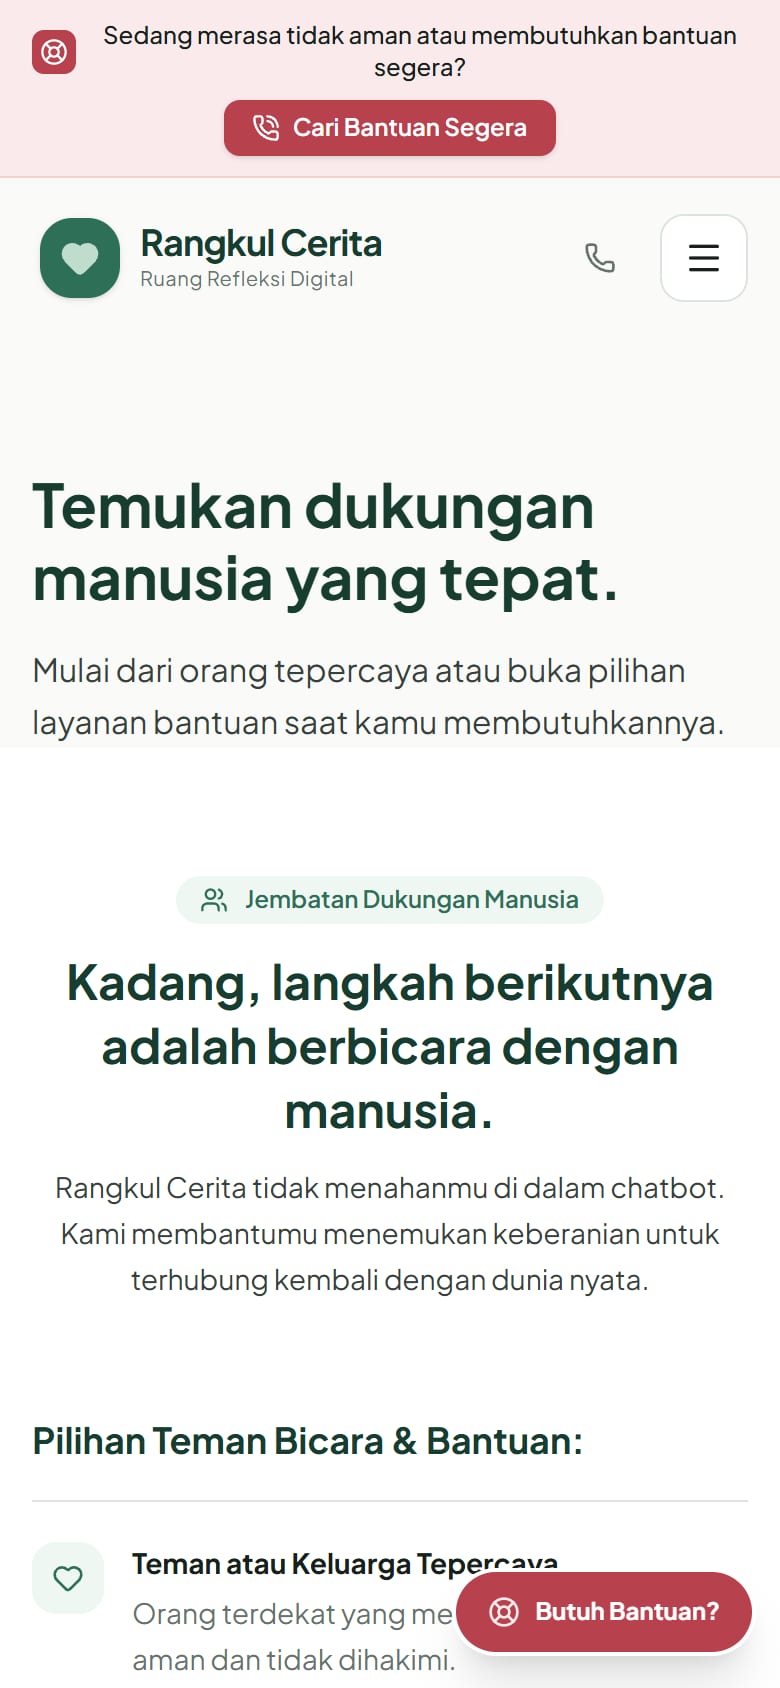 Sedang merasa tidak aman atau membutuhkan bantuan
segera?
Cari Bantuan Segera
Rangkul Cerita
Ruang Refleksi Digital
Temukan dukungan
manusia yang tepat.
Mulai dari orang tepercaya atau buka pilihan
layanan bantuan saat kamu membutuhkannya.
Jembatan Dukungan Manusia
Kadang, langkah berikutnya
adalah berbicara dengan
manusia.
Rangkul Cerita tidak menahanmu di dalam chatbot.
Kami membantumu menemukan keberanian untuk
terhubung kembali dengan dunia nyata.
Pilihan Teman Bicara & Bantuan:
Teman atau Keluarga Tepercaya
Orang terdekat yang
aman dan tidak dihakimi.
Butuh Bantuan?